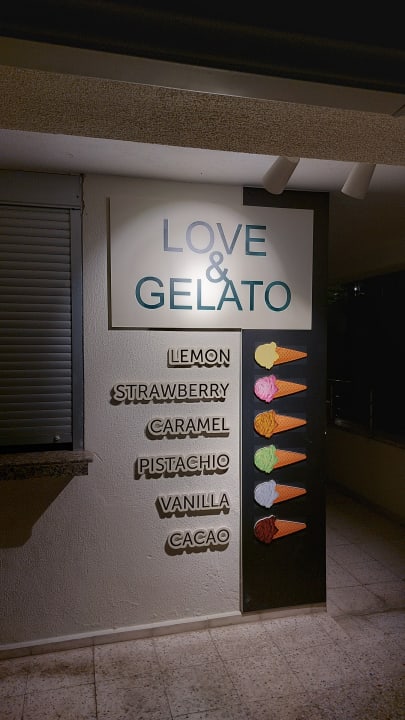 LOVE
&
GELATO
LEMON
STRAWBERRY
CARAMEL
PISTACHIO
VANILLA
CACAO